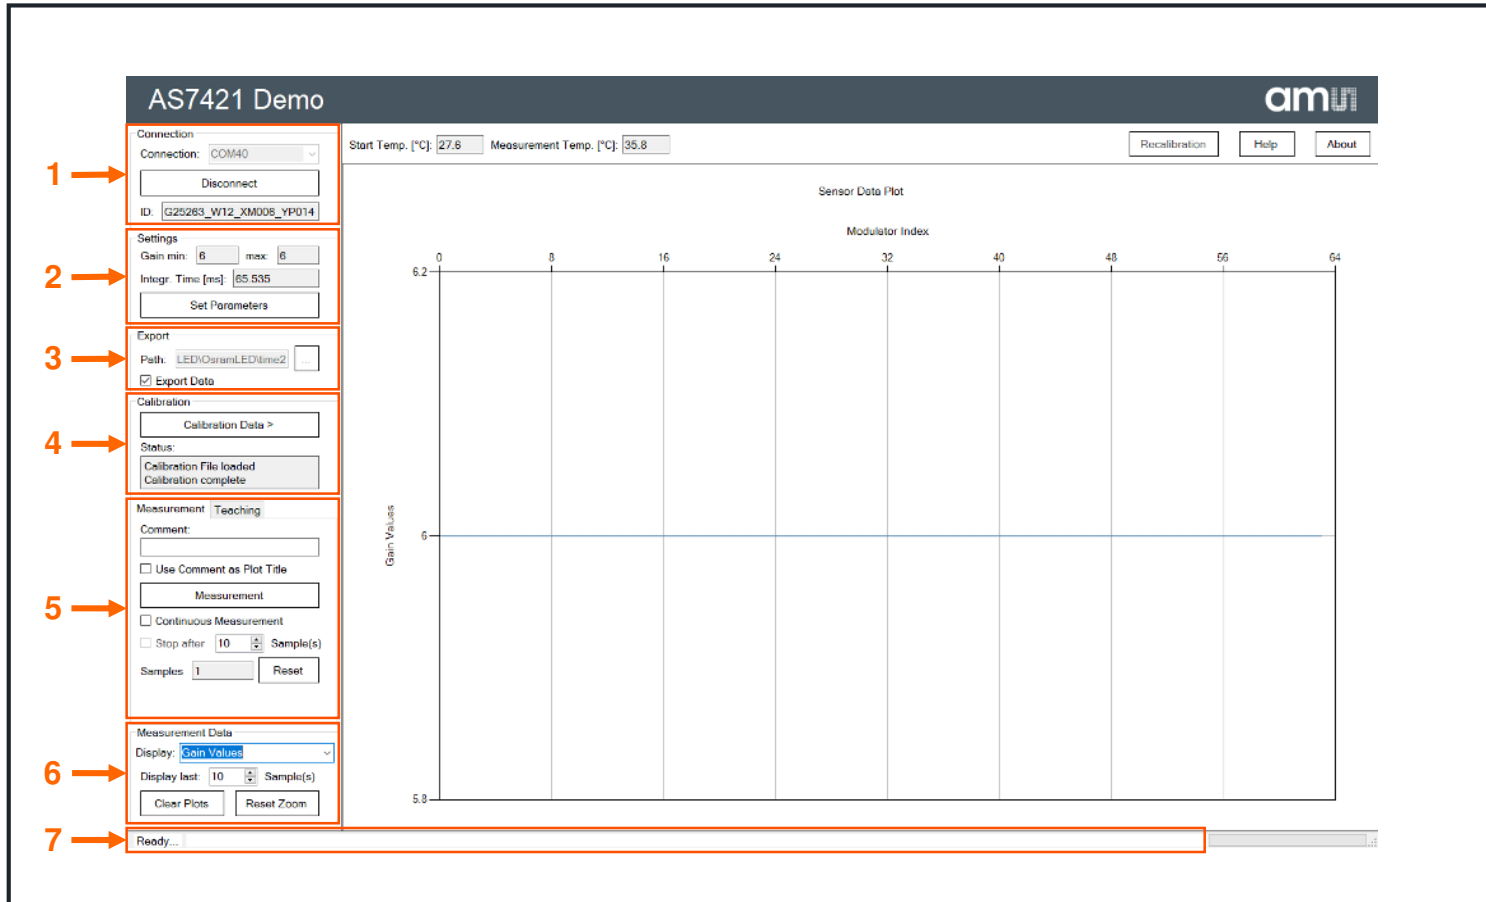 AS7421 Demo
amu
1
Connection
Connection: COM40
Disconnect
ID: G25263_W12_XM008_YP014
2
Settings
Gain min: 6 max: 6
Integr. Time [ms]: 65.535
Set Parameters
3
Export
Path: LED\OsramLED\time2 ...
Export Data
4
Calibration
Calibration Data >
Status:
Calibration File loaded
Calibration complete
5
Measurement Teaching
Comment:
Use Comment as Plot Title
Measurement
Continuous Measurement
Stop after 10 Sample(s)
Samples 1 Reset
6
Measurement Data
Display: Gain Values
Display last: 10 Sample(s)
Clear Plots Reset Zoom
7
Ready...
Start Temp. [°C]: 27.6 Measurement Temp. [°C]: 35.8
Recalibration Help About
Sensor Data Plot
Modulator Index
0 8 16 24 32 40 48 56 64
6.2
6
5.8
Gain Values